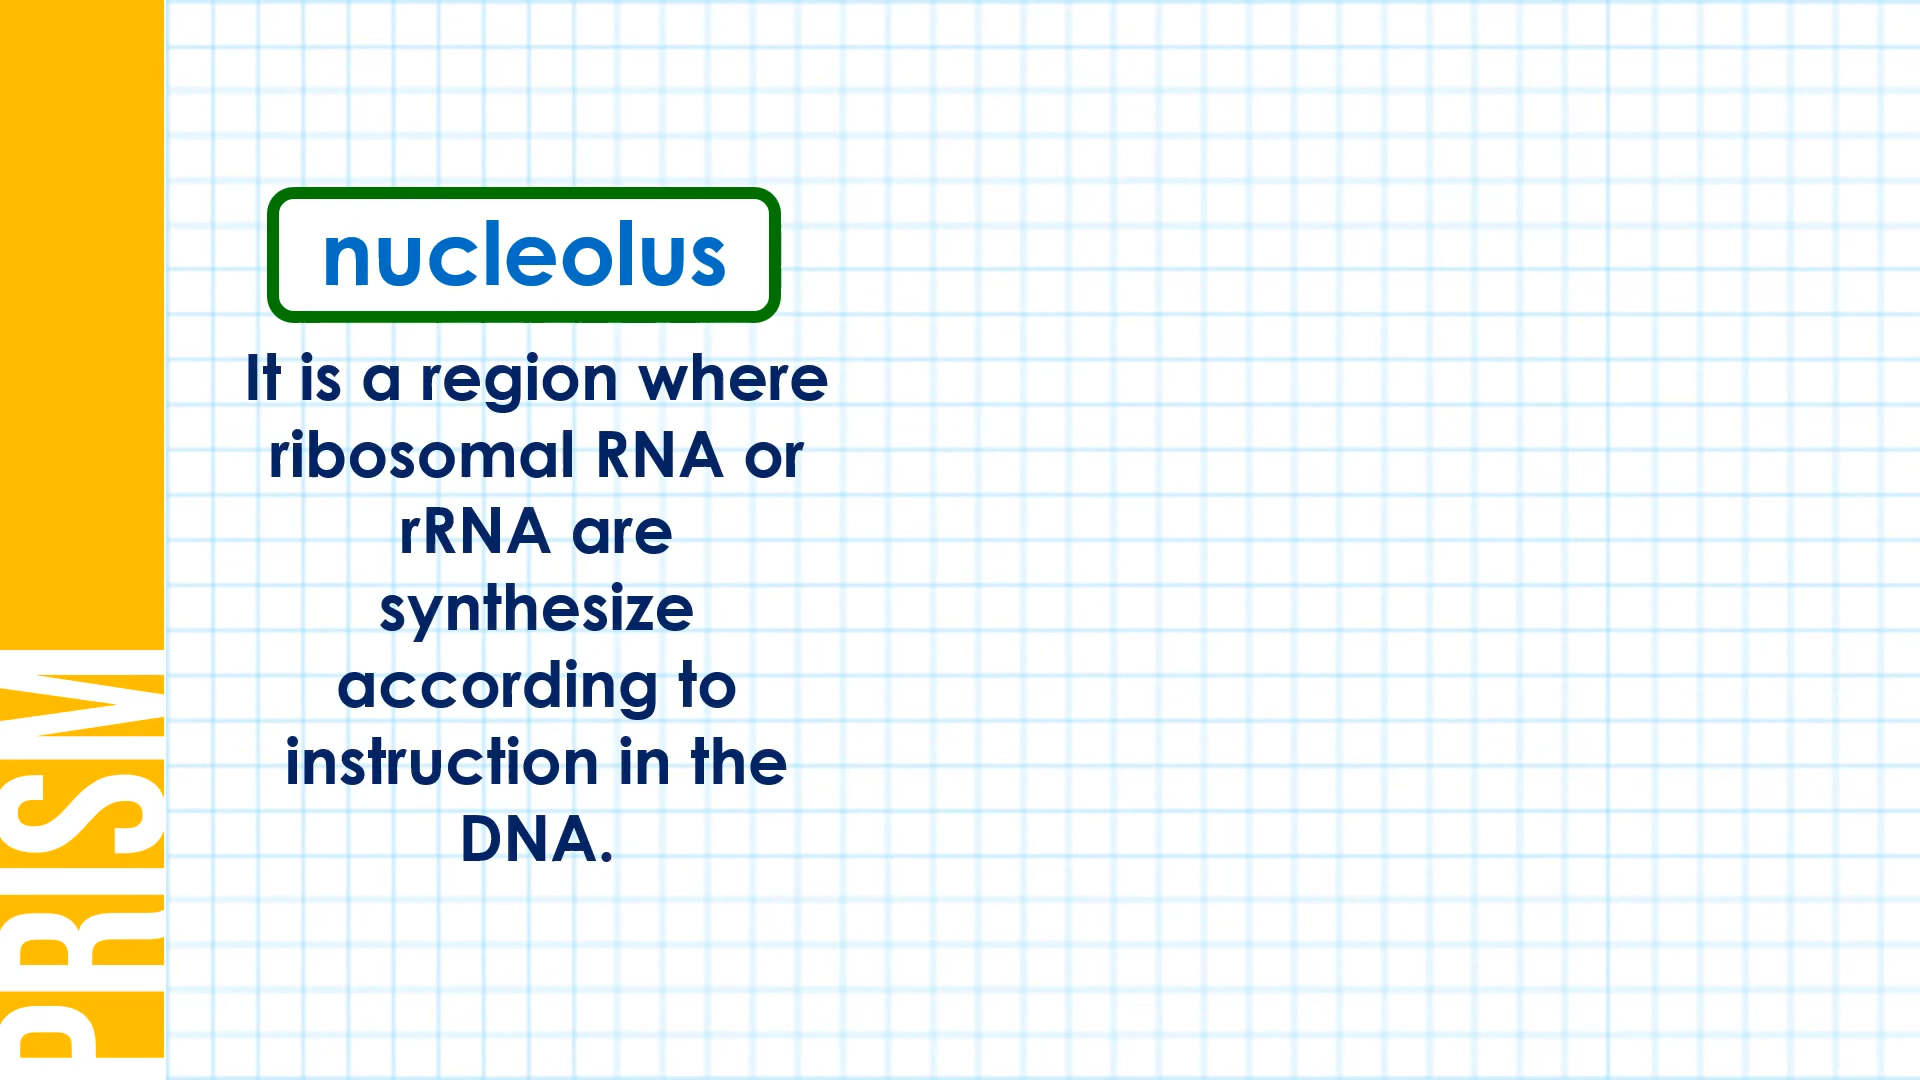 PRISM
nucleolus
It is a region where
ribosomal RNA or
rRNA are
synthesize
according to
instruction in the
DNA.